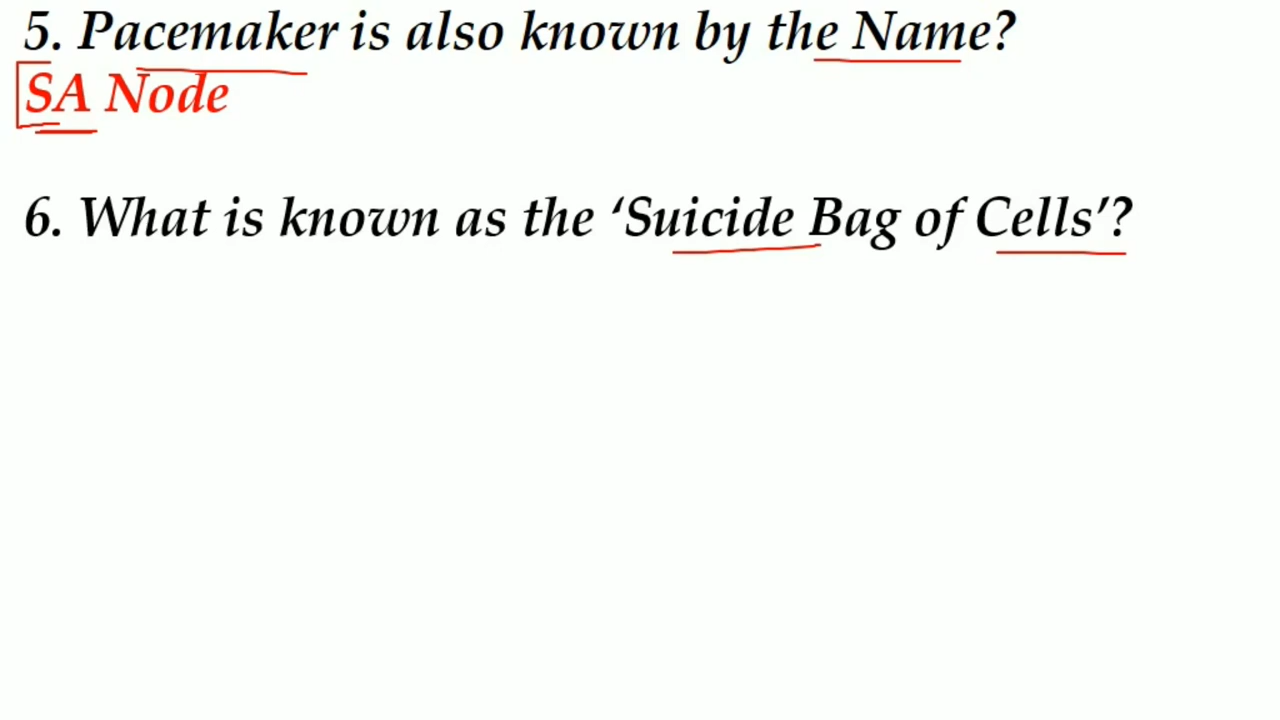 5. Pacemaker is also known by the Name?
SA Node
6. What is known as the ‘Suicide Bag of Cells’?